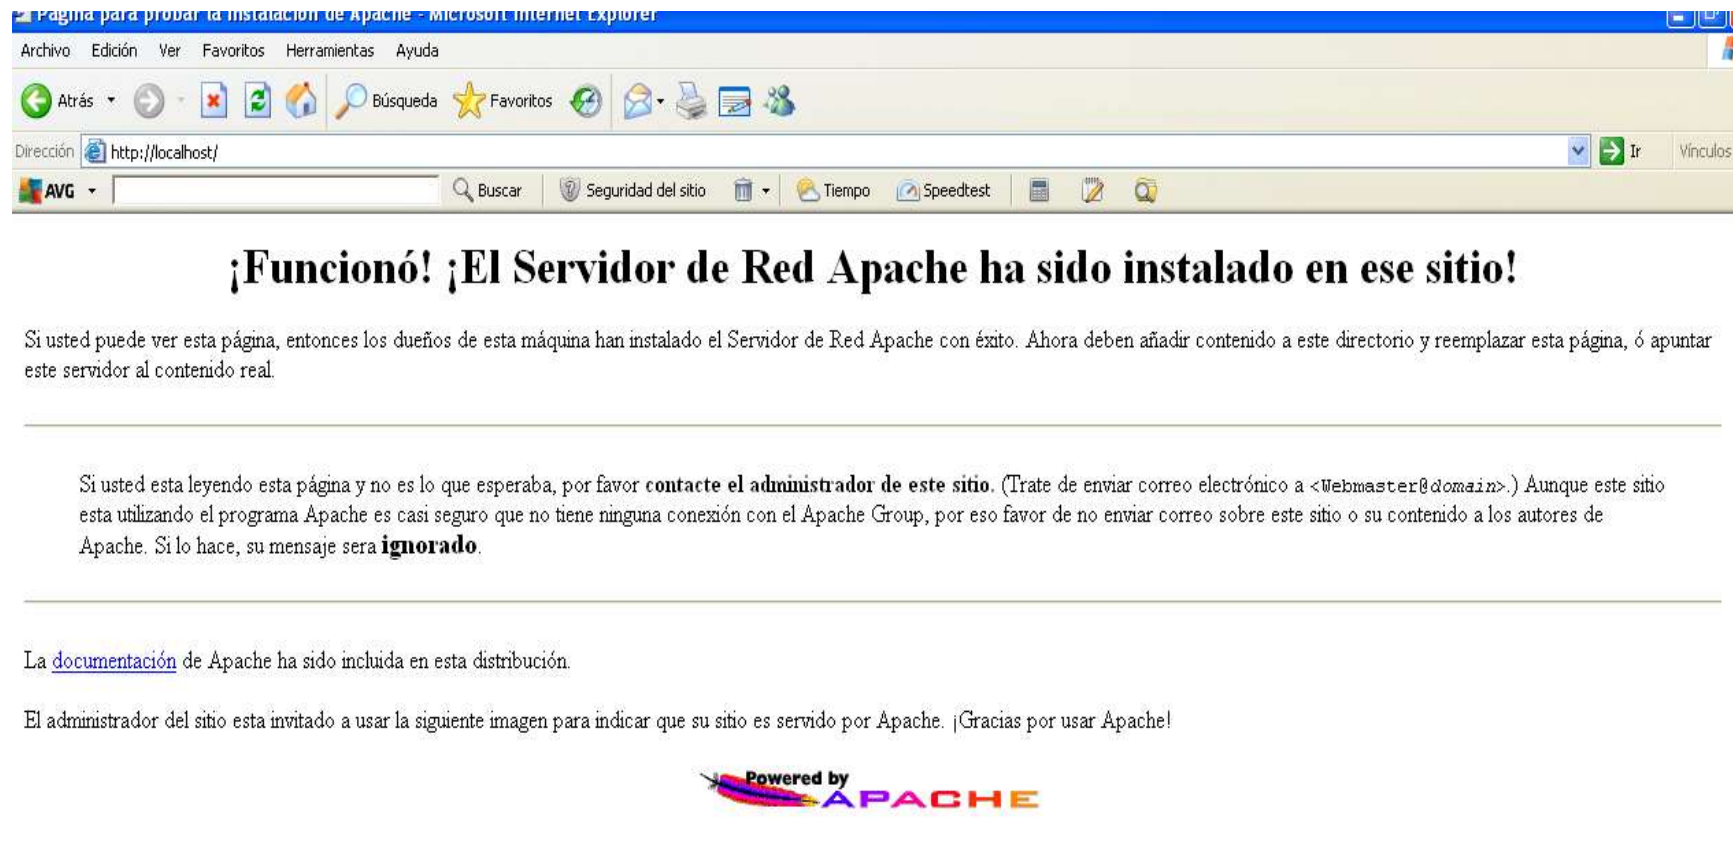 Página para probar la instalación de Apache - Microsoft Internet Explorer
Archivo Edición Ver Favoritos Herramientas Ayuda
Atrás Búsqueda Favoritos
Dirección http://localhost/ Ir Vínculos
AVG Buscar Seguridad del sitio Tiempo Speedtest
¡Funcionó! ¡El Servidor de Red Apache ha sido instalado en ese sitio!
Si usted puede ver esta página, entonces los dueños de esta máquina han instalado el Servidor de Red Apache con éxito. Ahora deben añadir contenido a este directorio y reemplazar esta página, ó apuntar
este servidor al contenido real.
Si usted esta leyendo esta página y no es lo que esperaba, por favor contacte el administrador de este sitio. (Trate de enviar correo electrónico a <Webmaster@domain>.) Aunque este sitio
esta utilizando el programa Apache es casi seguro que no tiene ninguna conexión con el Apache Group, por eso favor de no enviar correo sobre este sitio o su contenido a los autores de
Apache. Si lo hace, su mensaje sera ignorado.
La documentación de Apache ha sido incluida en esta distribución.
El administrador del sitio esta invitado a usar la siguiente imagen para indicar que su sitio es servido por Apache. ¡Gracias por usar Apache!
Powered by
APACHE